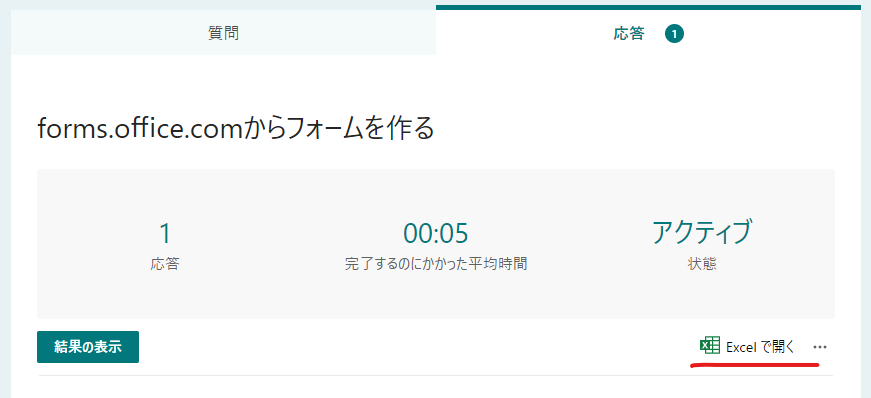 質問
応答 1
forms.office.comからフォームを作る
1 00:05 アクティブ
応答 完了するのにかかった平均時間 状態
結果の表示 Excel で開く ···